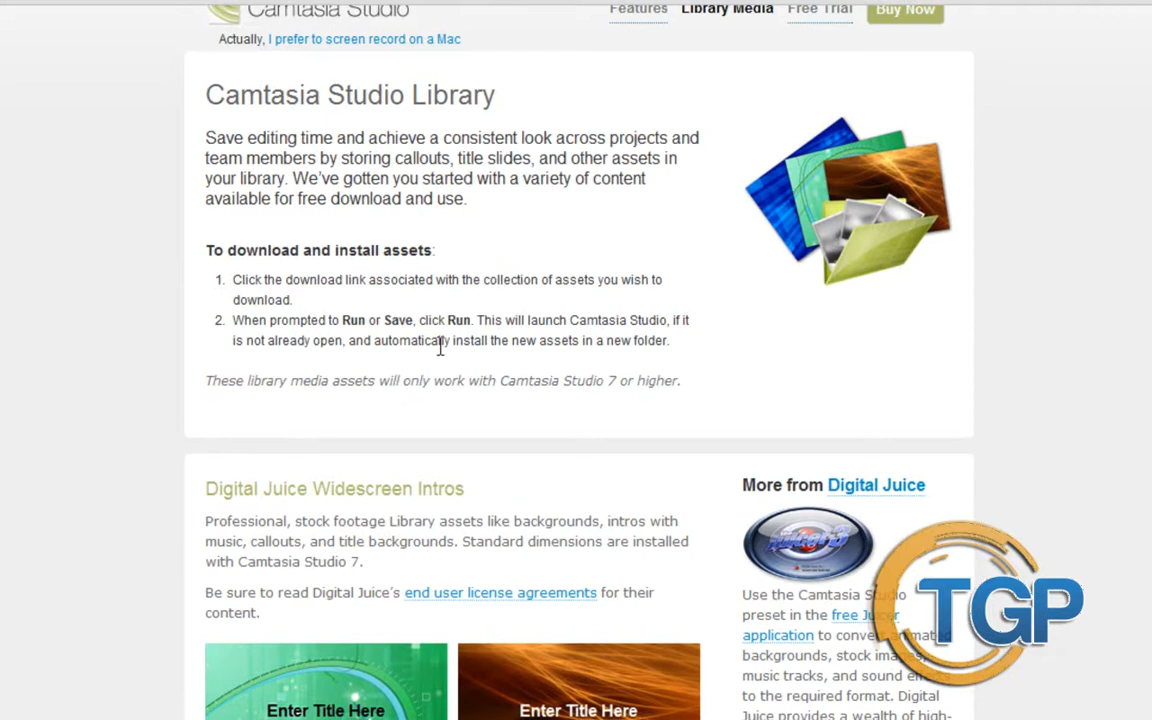 Camtasia Studio
Features Library Media Free Trial Buy Now
Actually, I prefer to screen record on a Mac
Camtasia Studio Library
Save editing time and achieve a consistent look across projects and
team members by storing callouts, title slides, and other assets in
your library. We've gotten you started with a variety of content
available for free download and use.
To download and install assets:
1. Click the download link associated with the collection of assets you wish to
download.
2. When prompted to Run or Save, click Run. This will launch Camtasia Studio, if it
is not already open, and automatically install the new assets in a new folder.
These library media assets will only work with Camtasia Studio 7 or higher.
Digital Juice Widescreen Intros
Professional, stock footage Library assets like backgrounds, intros with
music, callouts, and title backgrounds. Standard dimensions are installed
with Camtasia Studio 7.
Be sure to read Digital Juice's end user license agreements for their
content.
Enter Title Here
Enter Title Here
More from Digital Juice
Use the Camtasia Studio
preset in the free Juicer
application to convert animated
backgrounds, stock images,
music tracks, and sound
to the required format. Digital
Juice provides a wealth of high-
TGP